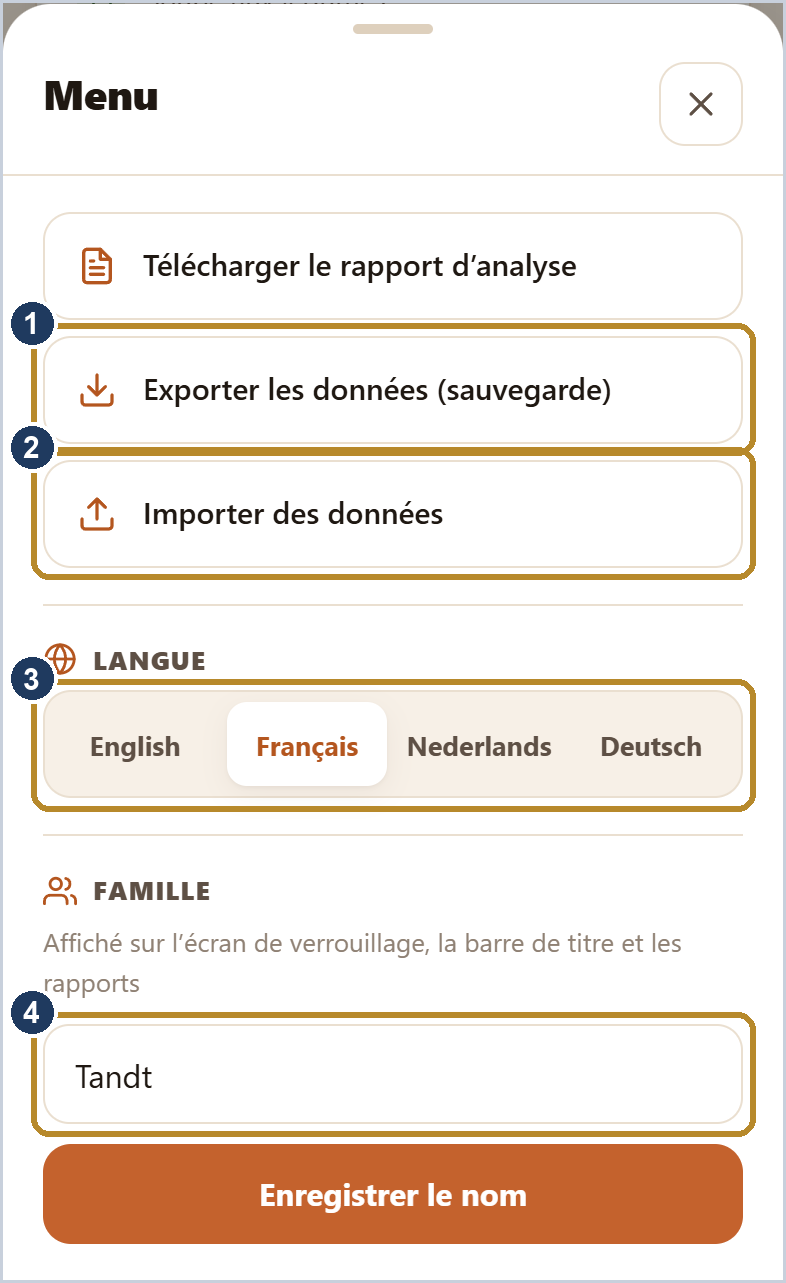 Menu
Télécharger le rapport d’analyse
1
Exporter les données (sauvegarde)
2
Importer des données
LANGUE
3
English Français Nederlands Deutsch
FAMILLE
Affiché sur l’écran de verrouillage, la barre de titre et les
rapports
4
Tandt
Enregistrer le nom